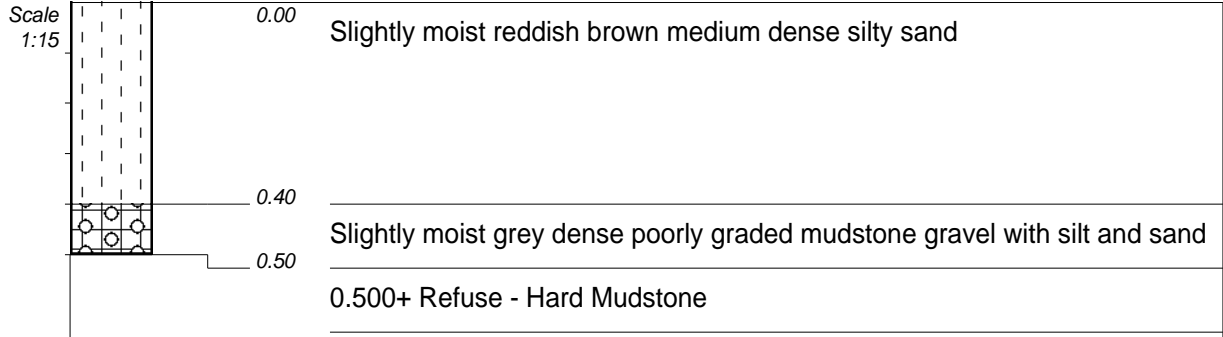 Scale
1:15
0.00
Slightly moist reddish brown medium dense silty sand
0.40
Slightly moist grey dense poorly graded mudstone gravel with silt and sand
0.50
0.500+ Refuse - Hard Mudstone